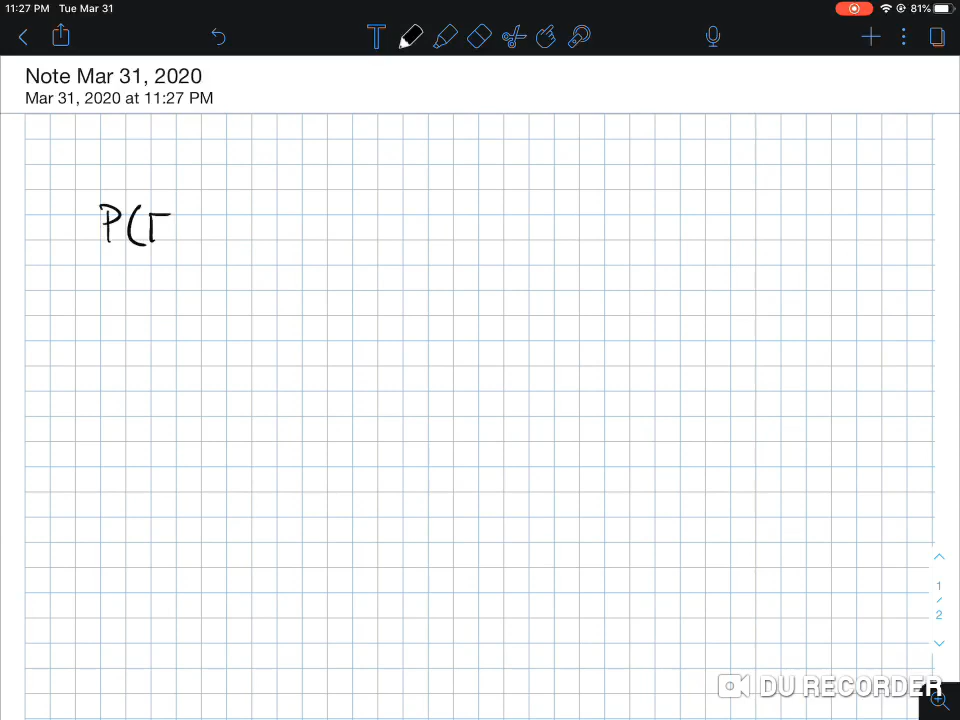 11:27 PM Tue Mar 31
81%
T
Note Mar 31, 2020
Mar 31, 2020 at 11:27 PM
P(
1
/
2
DU RECORDER